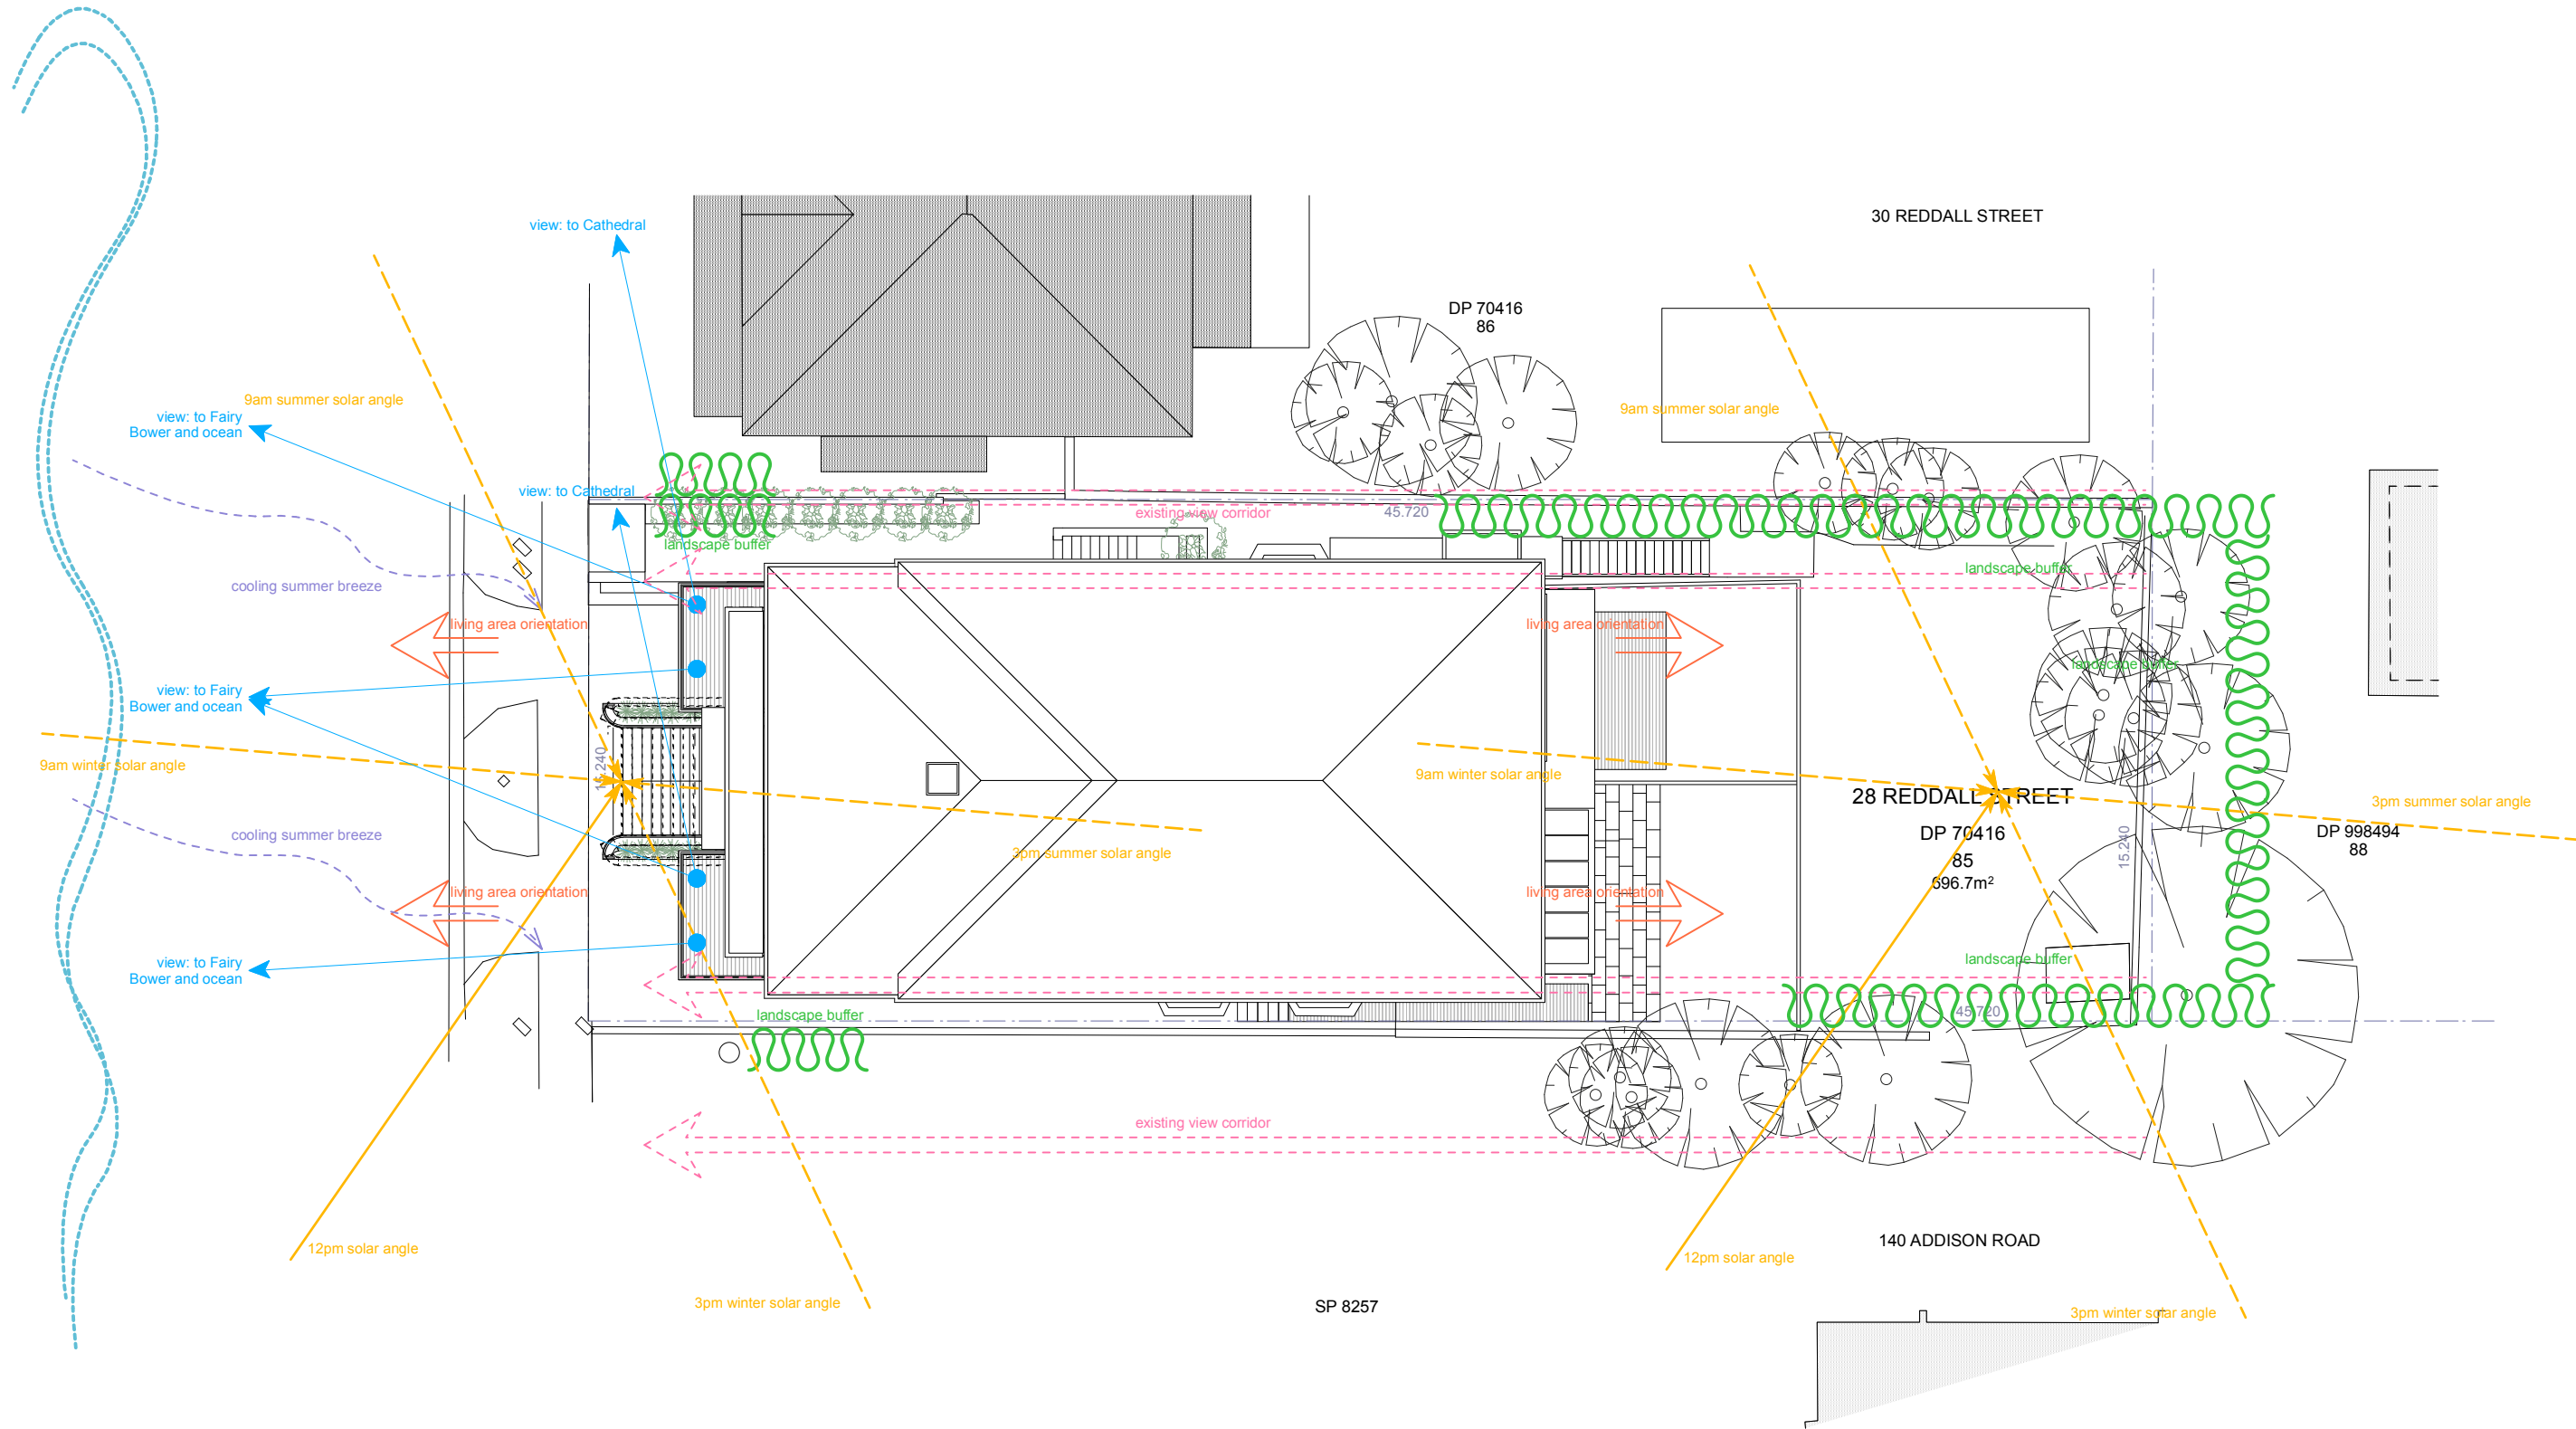 30 REDDALL STREET
view: to Cathedral
DP 70416
86
9am summer solar angle
9am summer solar angle
view: to Fairy
Bower and ocean
view: to Cathedral
existing view corridor
45.720
landscape buffer
landscape buffer
cooling summer breeze
living area orientation
living area orientation
landscape buffer
view: to Fairy
Bower and ocean
15.240
9am winter solar angle
9am winter solar angle
28 REDDALL STREET
3pm summer solar angle
DP 70416
DP 998494
88
15.240
cooling summer breeze
3pm summer solar angle
85
696.7m²
living area orientation
living area orientation
view: to Fairy
Bower and ocean
landscape buffer
landscape buffer
45.720
existing view corridor
12pm solar angle
140 ADDISON ROAD
12pm solar angle
3pm winter solar angle
SP 8257
3pm winter solar angle